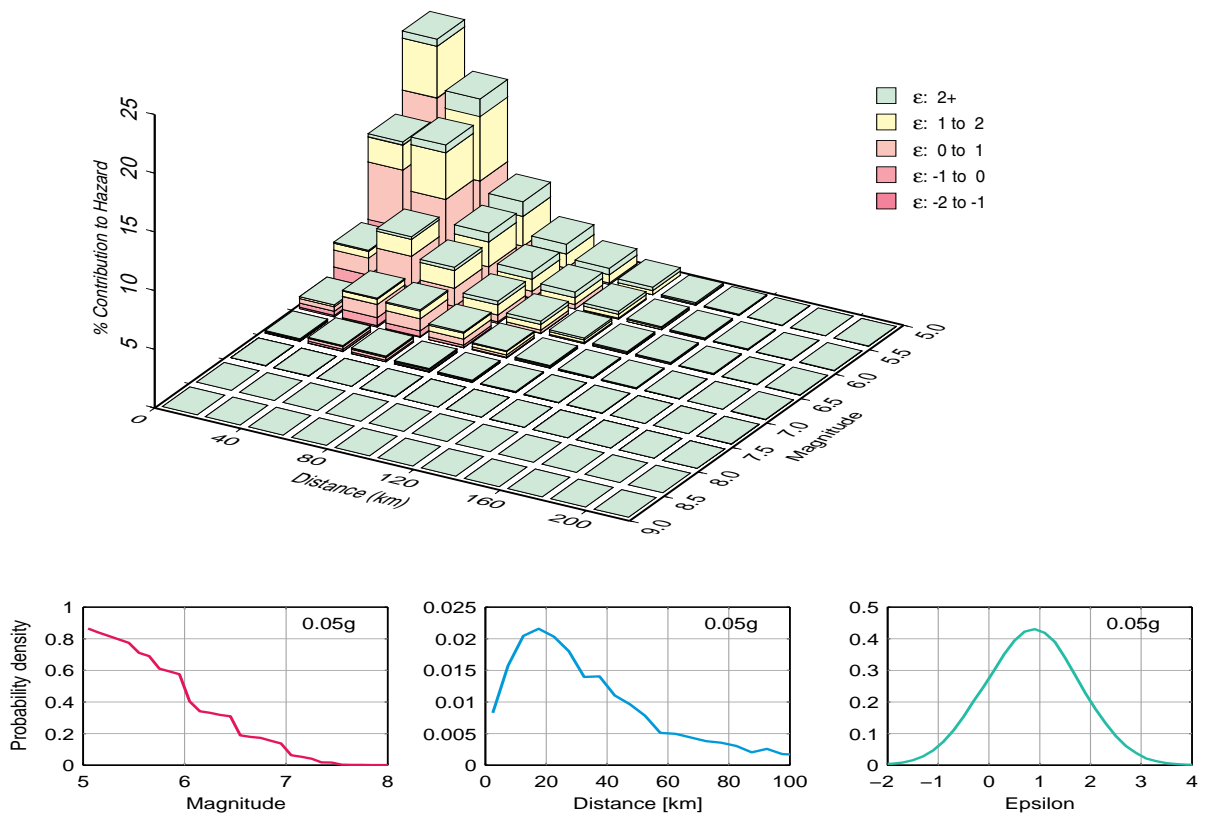 25
20
15
10
5
% Contribution to Hazard
ε: 2+
ε: 1 to 2
ε: 0 to 1
ε: -1 to 0
ε: -2 to -1
0
40
80
120
160
200
Distance (km)
5.0
5.5
6.0
6.5
7.0
7.5
8.0
8.5
9.0
Magnitude
Probability density
1
0.8
0.6
0.4
0.2
0
0.05g
5 6 7 8
Magnitude
0.025
0.02
0.015
0.01
0.005
0
0.05g
0 20 40 60 80 100
Distance [km]
0.5
0.4
0.3
0.2
0.1
0
0.05g
−2 −1 0 1 2 3 4
Epsilon